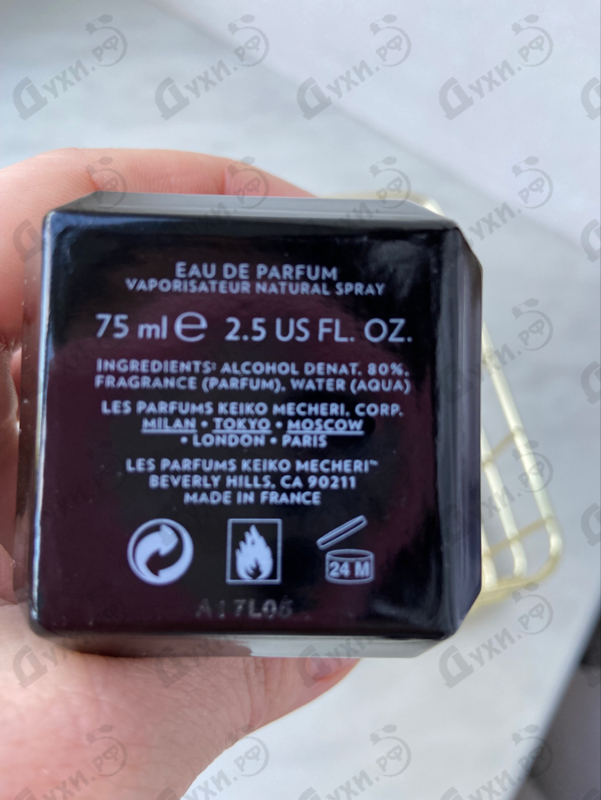 EAU DE PARFUM
VAPORISATEUR NATURAL SPRAY
75 ml e 2.5 US FL. OZ.
INGREDIENTS: ALCOHOL DENAT. 80%,
FRAGRANCE (PARFUM), WATER (AQUA)
LES PARFUMS KEIKO MECHERI, CORP.
MILAN • TOKYO • MOSCOW
• LONDON • PARIS
LES PARFUMS KEIKO MECHERI™
BEVERLY HILLS, CA 90211
MADE IN FRANCE
24 M
A17L06
Духи.рф